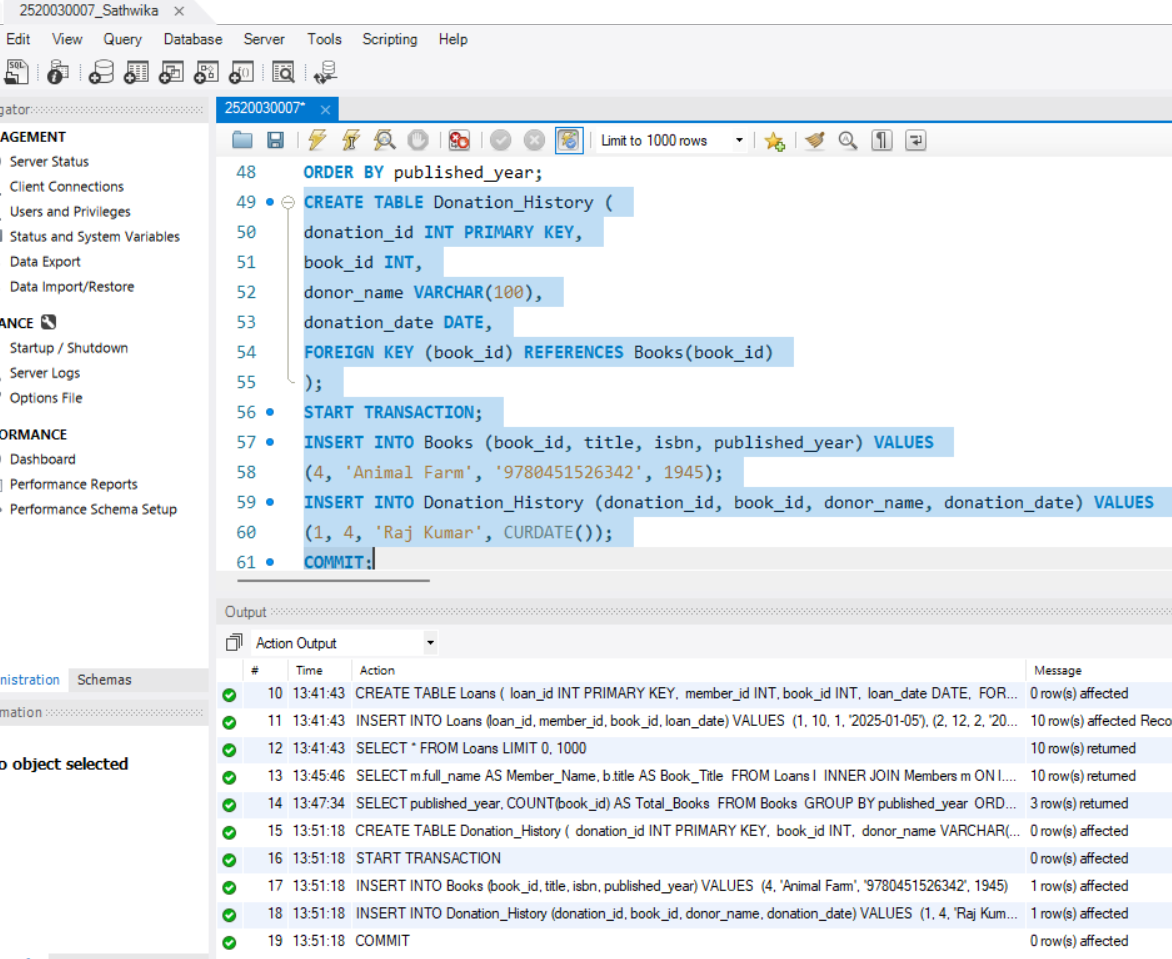 2520030007_Sathwika
Edit View Query Database Server Tools Scripting Help
SQL
gator
2520030007*
AGEMENT
Server Status
Client Connections
Users and Privileges
Status and System Variables
Data Export
Data Import/Restore
ANCE
Startup / Shutdown
Server Logs
Options File
ORMANCE
Dashboard
Performance Reports
Performance Schema Setup
Limit to 1000 rows
48 ORDER BY published_year;
49 CREATE TABLE Donation_History (
50 donation_id INT PRIMARY KEY,
51 book_id INT,
52 donor_name VARCHAR(100),
53 donation_date DATE,
54 FOREIGN KEY (book_id) REFERENCES Books(book_id)
55 );
56 START TRANSACTION;
57 INSERT INTO Books (book_id, title, isbn, published_year) VALUES
58 (4, 'Animal Farm', '9780451526342', 1945);
59 INSERT INTO Donation_History (donation_id, book_id, donor_name, donation_date) VALUES
60 (1, 4, 'Raj Kumar', CURDATE());
61 COMMIT;
nistration Schemas
mation
o object selected
Output
Action Output
# Time Action Message
10 13:41:43 CREATE TABLE Loans ( loan_id INT PRIMARY KEY, member_id INT, book_id INT, loan_date DATE, FOR... 0 row(s) affected
11 13:41:43 INSERT INTO Loans (loan_id, member_id, book_id, loan_date) VALUES (1, 10, 1, '2025-01-05'), (2, 12, 2, '20... 10 row(s) affected Reco
12 13:41:43 SELECT * FROM Loans LIMIT 0, 1000 10 row(s) returned
13 13:45:46 SELECT m.full_name AS Member_Name, b.title AS Book_Title FROM Loans l INNER JOIN Members m ON l.... 10 row(s) returned
14 13:47:34 SELECT published_year, COUNT(book_id) AS Total_Books FROM Books GROUP BY published_year ORD... 3 row(s) returned
15 13:51:18 CREATE TABLE Donation_History ( donation_id INT PRIMARY KEY, book_id INT, donor_name VARCHAR(... 0 row(s) affected
16 13:51:18 START TRANSACTION 0 row(s) affected
17 13:51:18 INSERT INTO Books (book_id, title, isbn, published_year) VALUES (4, 'Animal Farm', '9780451526342', 1945) 1 row(s) affected
18 13:51:18 INSERT INTO Donation_History (donation_id, book_id, donor_name, donation_date) VALUES (1, 4, 'Raj Kum... 1 row(s) affected
19 13:51:18 COMMIT 0 row(s) affected